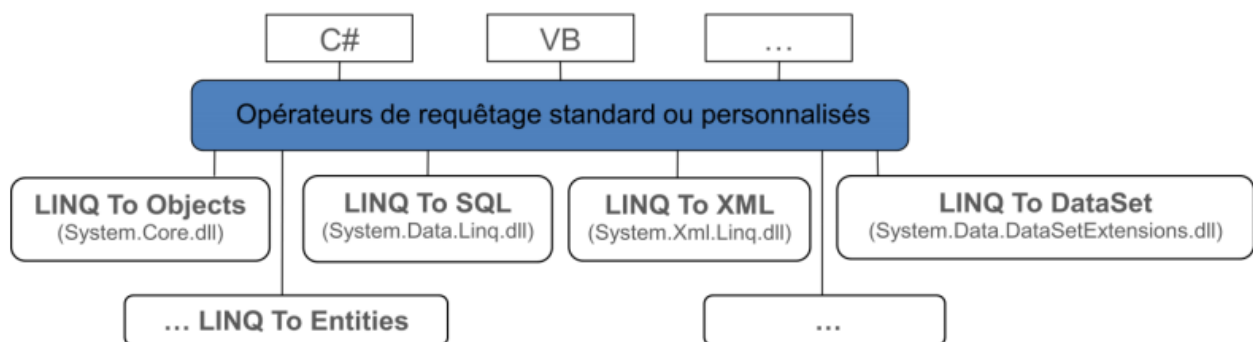 C#
VB
...
Opérateurs de requêtage standard ou personnalisés
LINQ To Objects
(System.Core.dll)
LINQ To SQL
(System.Data.Linq.dll)
LINQ To XML
(System.Xml.Linq.dll)
LINQ To DataSet
(System.Data.DataSetExtensions.dll)
... LINQ To Entities
...